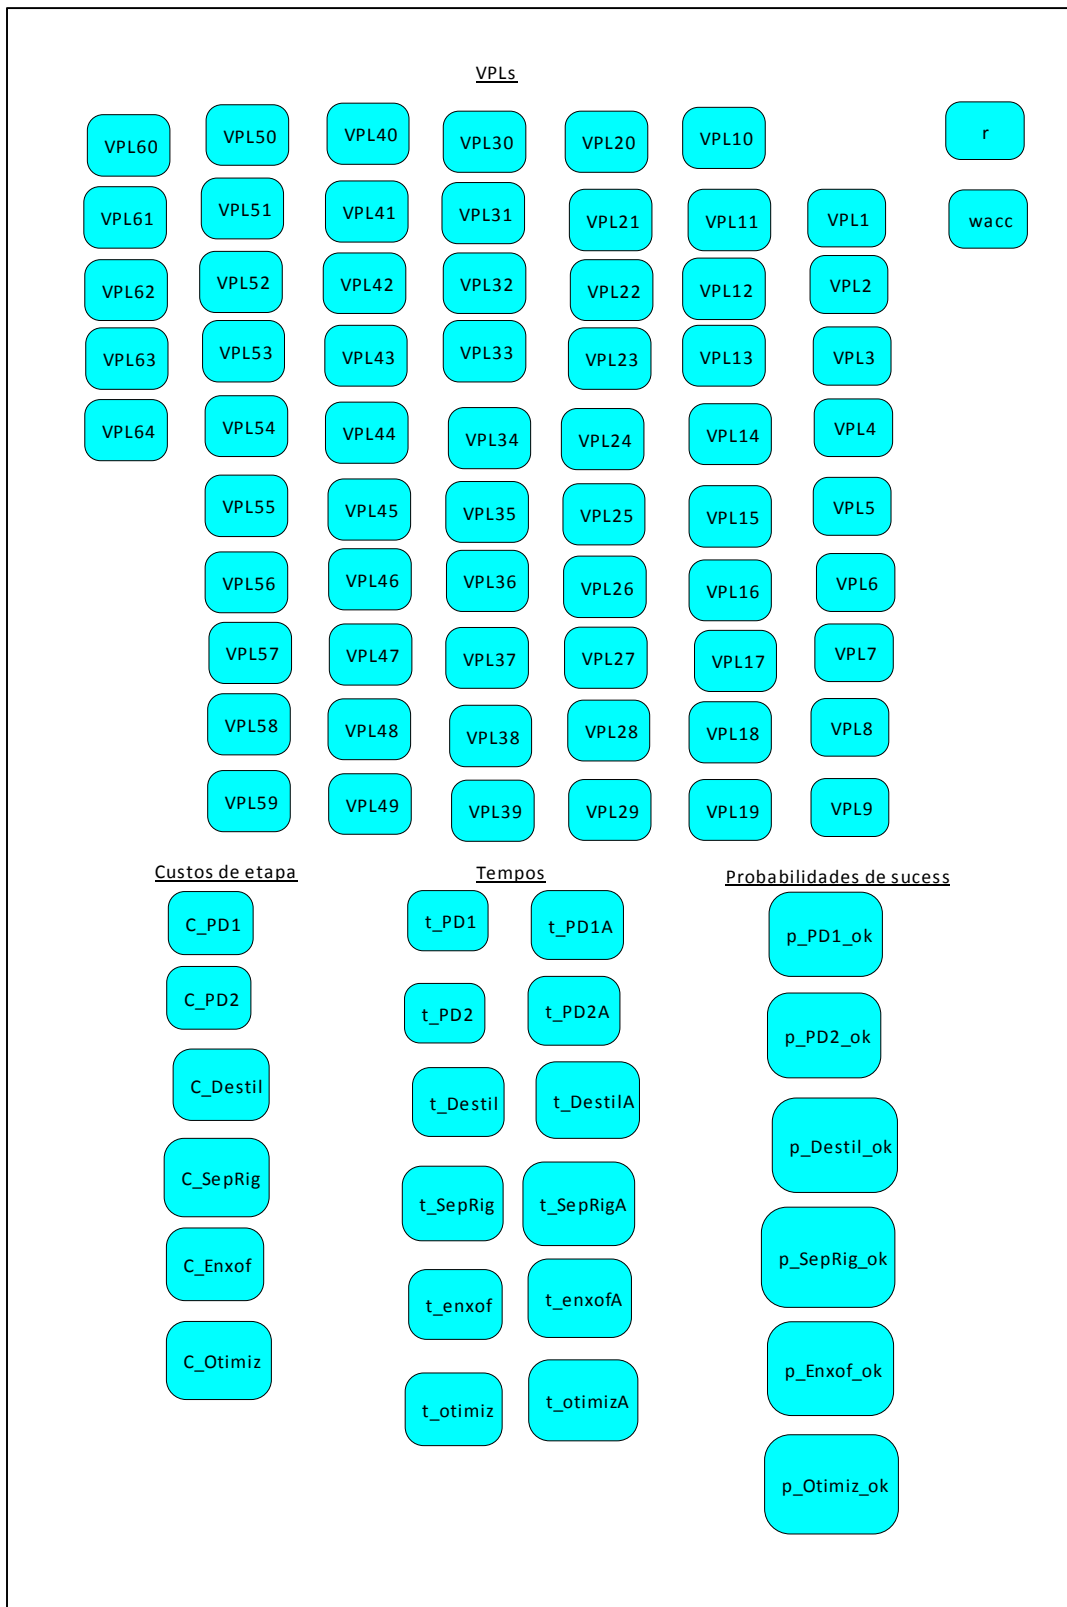 VPLs
VPL60 VPL50 VPL40 VPL30 VPL20 VPL10 r
VPL61 VPL51 VPL41 VPL31 VPL21 VPL11 VPL1 wacc
VPL62 VPL52 VPL42 VPL32 VPL22 VPL12 VPL2
VPL63 VPL53 VPL43 VPL33 VPL23 VPL13 VPL3
VPL64 VPL54 VPL44 VPL34 VPL24 VPL14 VPL4
VPL55 VPL45 VPL35 VPL25 VPL15 VPL5
VPL56 VPL46 VPL36 VPL26 VPL16 VPL6
VPL57 VPL47 VPL37 VPL27 VPL17 VPL7
VPL58 VPL48 VPL38 VPL28 VPL18 VPL8
VPL59 VPL49 VPL39 VPL29 VPL19 VPL9
Custos de etapa Tempos Probabilidades de sucess
C_PD1 t_PD1 t_PD1A p_PD1_ok
C_PD2 t_PD2 t_PD2A p_PD2_ok
C_Destil t_Destil t_DestilA p_Destil_ok
C_SepRig t_SepRig t_SepRigA p_SepRig_ok
C_Enxof t_enxof t_enxofA p_Enxof_ok
C_Otimiz t_otimiz t_otimizA p_Otimiz_ok